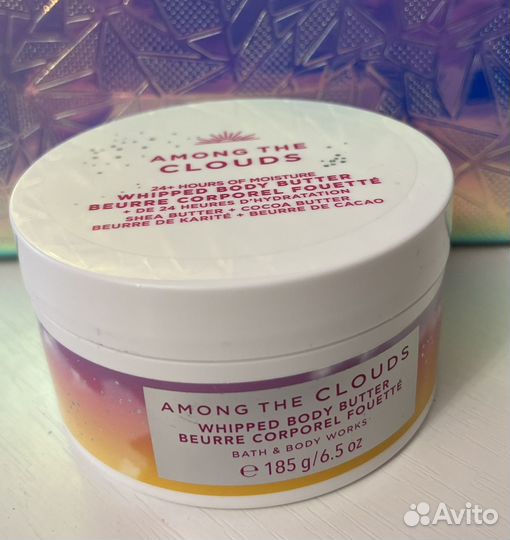 AMONG THE
CLOUDS
24+ HOURS OF MOISTURE
WHIPPED BODY BUTTER
BEURRE CORPOREL FOUETTÉ
+ DE 24 HEURES D'HYDRATATION
SHEA BUTTER + COCOA BUTTER
BEURRE DE KARITÉ + BEURRE DE CACAO
AMONG THE CLOUDS
WHIPPED BODY BUTTER
BEURRE CORPOREL FOUETTÉ
BATH & BODY WORKS
℮ 185 g/6.5 oz
Avito